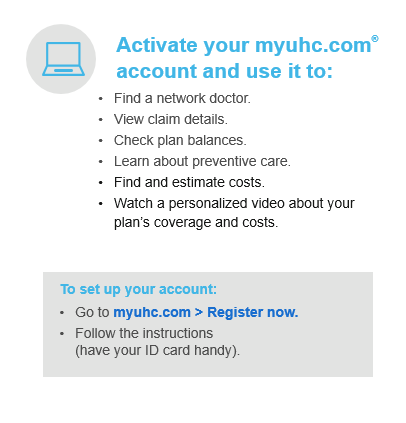 Activate your myuhc.com®
account and use it to:
• Find a network doctor.
• View claim details.
• Check plan balances.
• Learn about preventive care.
• Find and estimate costs.
• Watch a personalized video about your
plan’s coverage and costs.
To set up your account:
• Go to myuhc.com > Register now.
• Follow the instructions
(have your ID card handy).